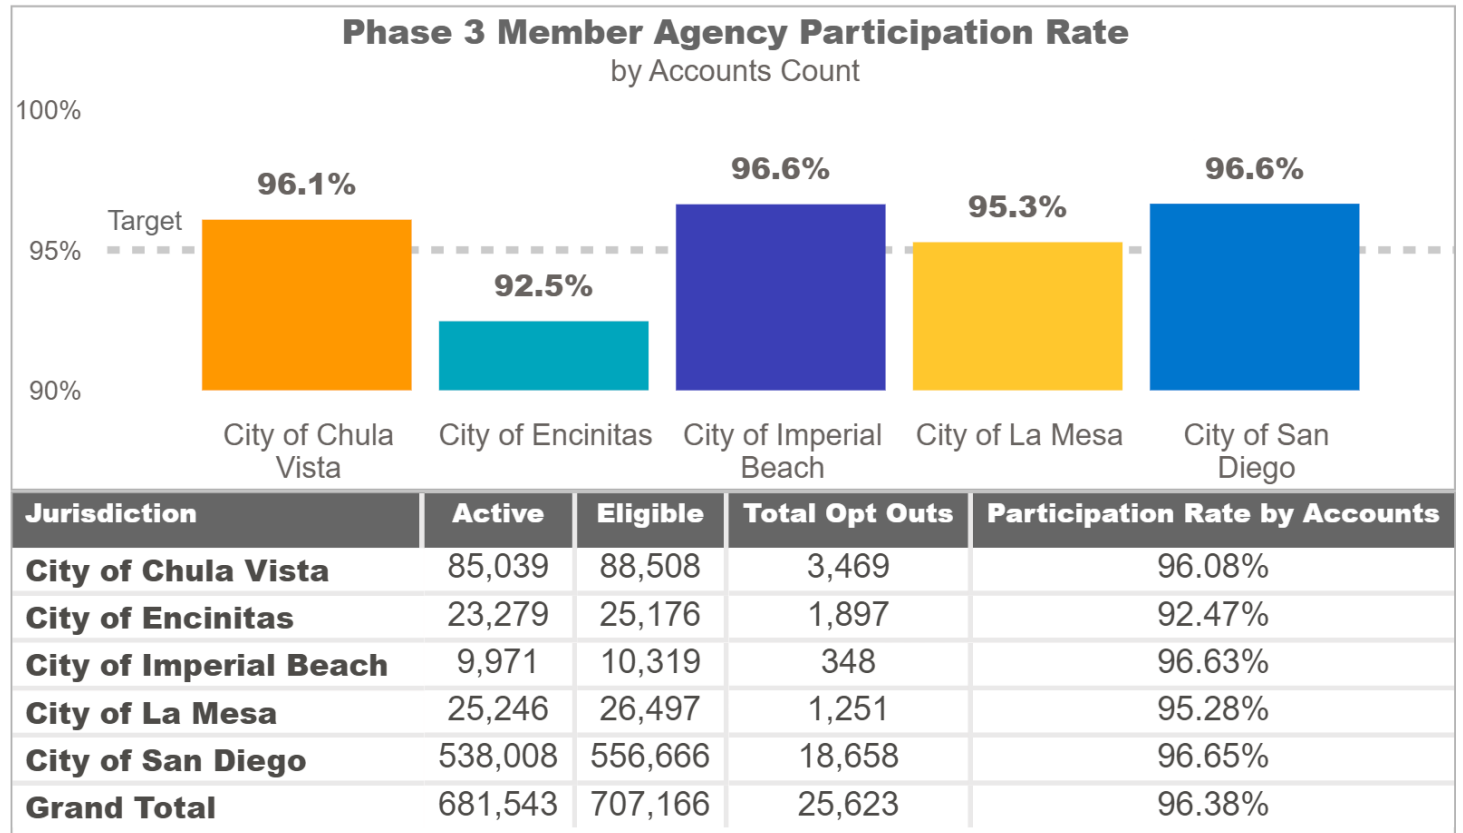 Phase 3 Member Agency Participation Rate
by Accounts Count
100%
95%
90%
Target
96.1%
92.5%
96.6%
95.3%
96.6%
City of Chula
Vista
City of Encinitas
City of Imperial
Beach
City of La Mesa
City of San
Diego
Jurisdiction Active Eligible Total Opt Outs Participation Rate by Accounts
City of Chula Vista 85,039 88,508 3,469 96.08%
City of Encinitas 23,279 25,176 1,897 92.47%
City of Imperial Beach 9,971 10,319 348 96.63%
City of La Mesa 25,246 26,497 1,251 95.28%
City of San Diego 538,008 556,666 18,658 96.65%
Grand Total 681,543 707,166 25,623 96.38%